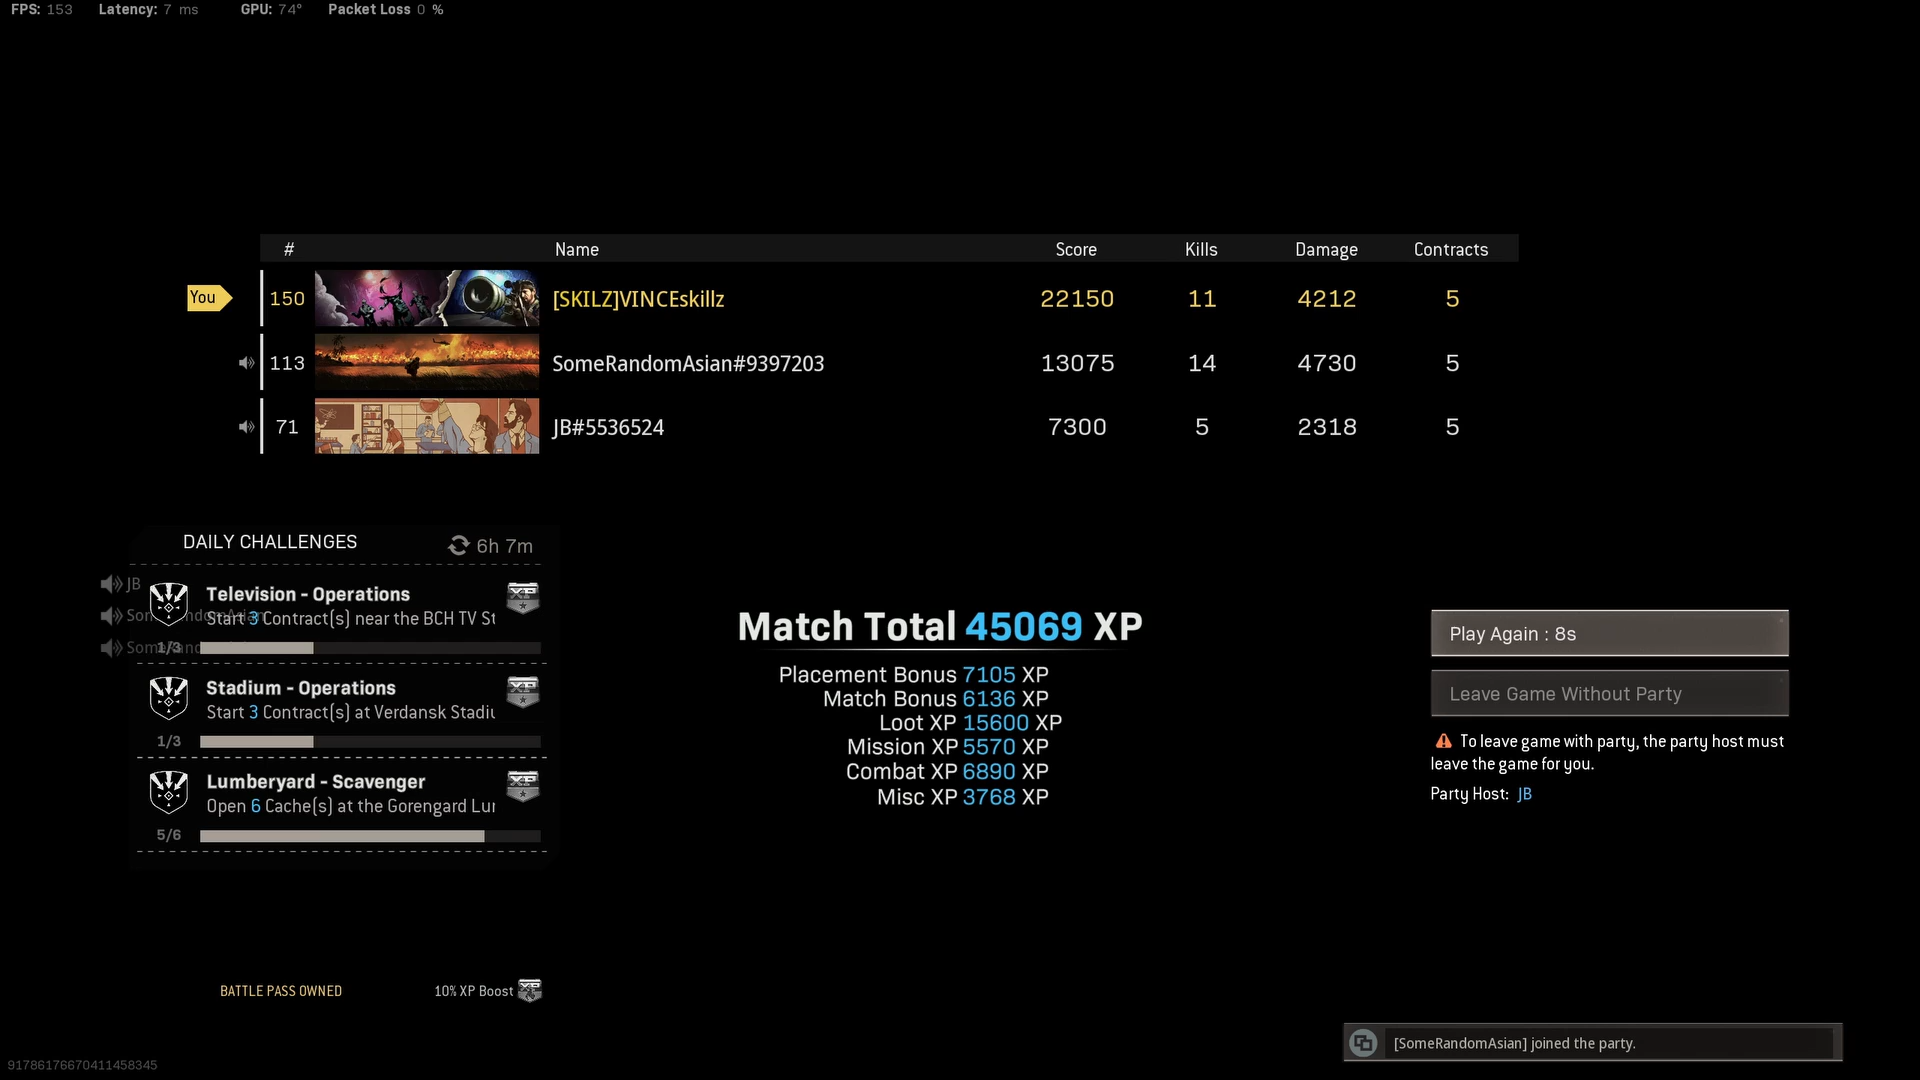 FPS: 153 Latency: 7 ms GPU: 74° Packet Loss 0 %
# Name Score Kills Damage Contracts
You 150 [SKILZ]VINCEskillz 22150 11 4212 5
113 SomeRandomAsian#9397203 13075 14 4730 5
71 JB#5536524 7300 5 2318 5
DAILY CHALLENGES 6h 7m
JB
Television - Operations
Start 3 Contract(s) near the BCH TV St
1/3
Stadium - Operations
Start 3 Contract(s) at Verdansk Stadiu
1/3
Lumberyard - Scavenger
Open 6 Cache(s) at the Gorengard Lur
5/6
BATTLE PASS OWNED
10% XP Boost
Match Total 45069 XP
Placement Bonus 7105 XP
Match Bonus 6136 XP
Loot XP 15600 XP
Mission XP 5570 XP
Combat XP 6890 XP
Misc XP 3768 XP
Play Again : 8s
Leave Game Without Party
To leave game with party, the party host must
leave the game for you.
Party Host: JB
[SomeRandomAsian] joined the party.
91786176670411458345